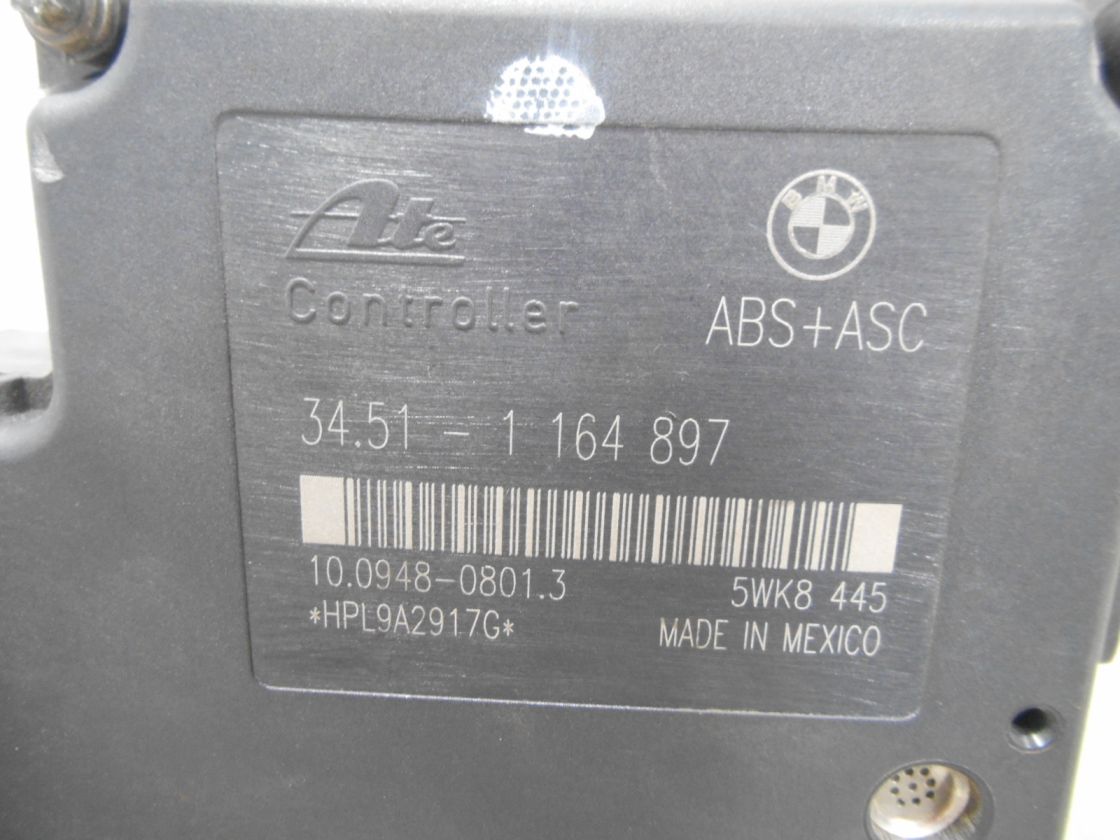 Ate
BMW
Controller
ABS+ASC
34.51 - 1 164 897
10.0948-0801.3
5WK8 445
*HPL9A2917G*
MADE IN MEXICO